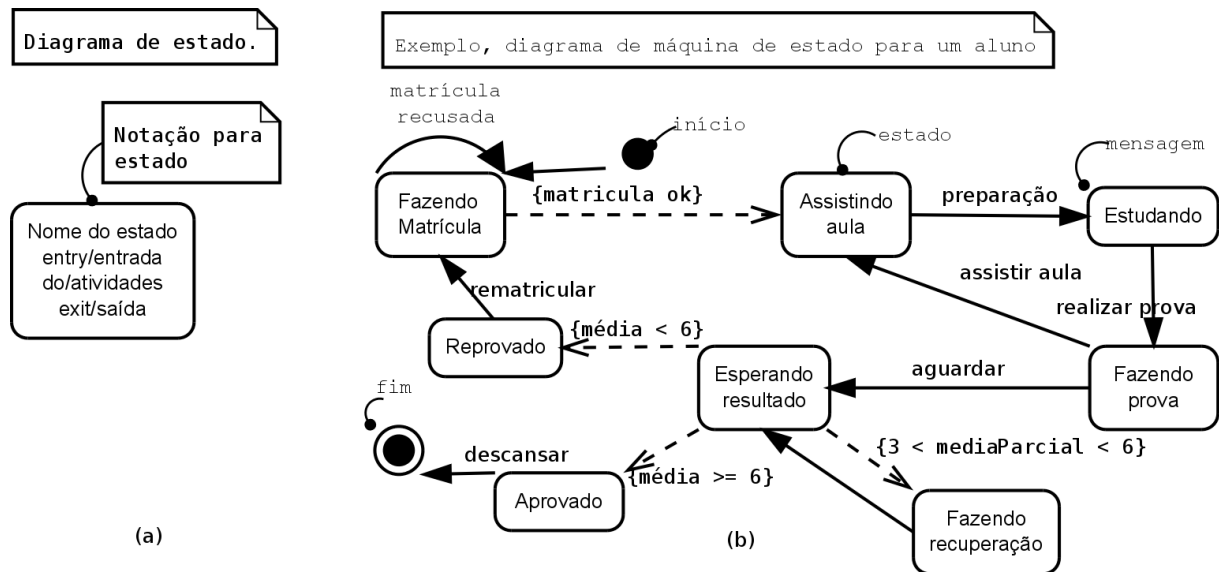 Diagrama de estado.
Notação para
estado
Nome do estado
entry/entrada
do/atividades
exit/saída
(a)
Exemplo, diagrama de máquina de estado para um aluno
matrícula
recusada
início
estado
mensagem
Fazendo
Matrícula
{matricula ok}
Assistindo
aula
preparação
Estudando
assistir aula
rematricular
realizar prova
Reprovado
{média < 6}
Esperando
resultado
aguardar
Fazendo
prova
fim
descansar
{média >= 6}
{3 < mediaParcial < 6}
Aprovado
Fazendo
recuperação
(b)